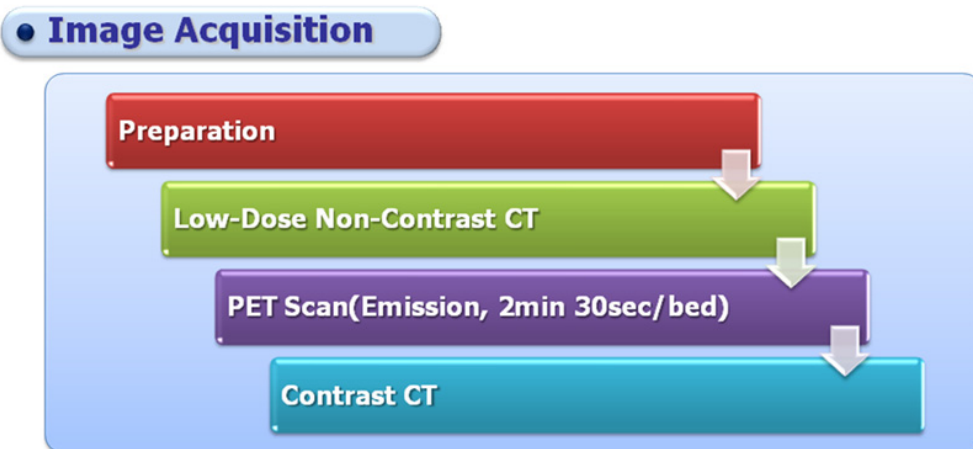 Image Acquisition
Preparation
Low-Dose Non-Contrast CT
PET Scan(Emission, 2min 30sec/bed)
Contrast CT